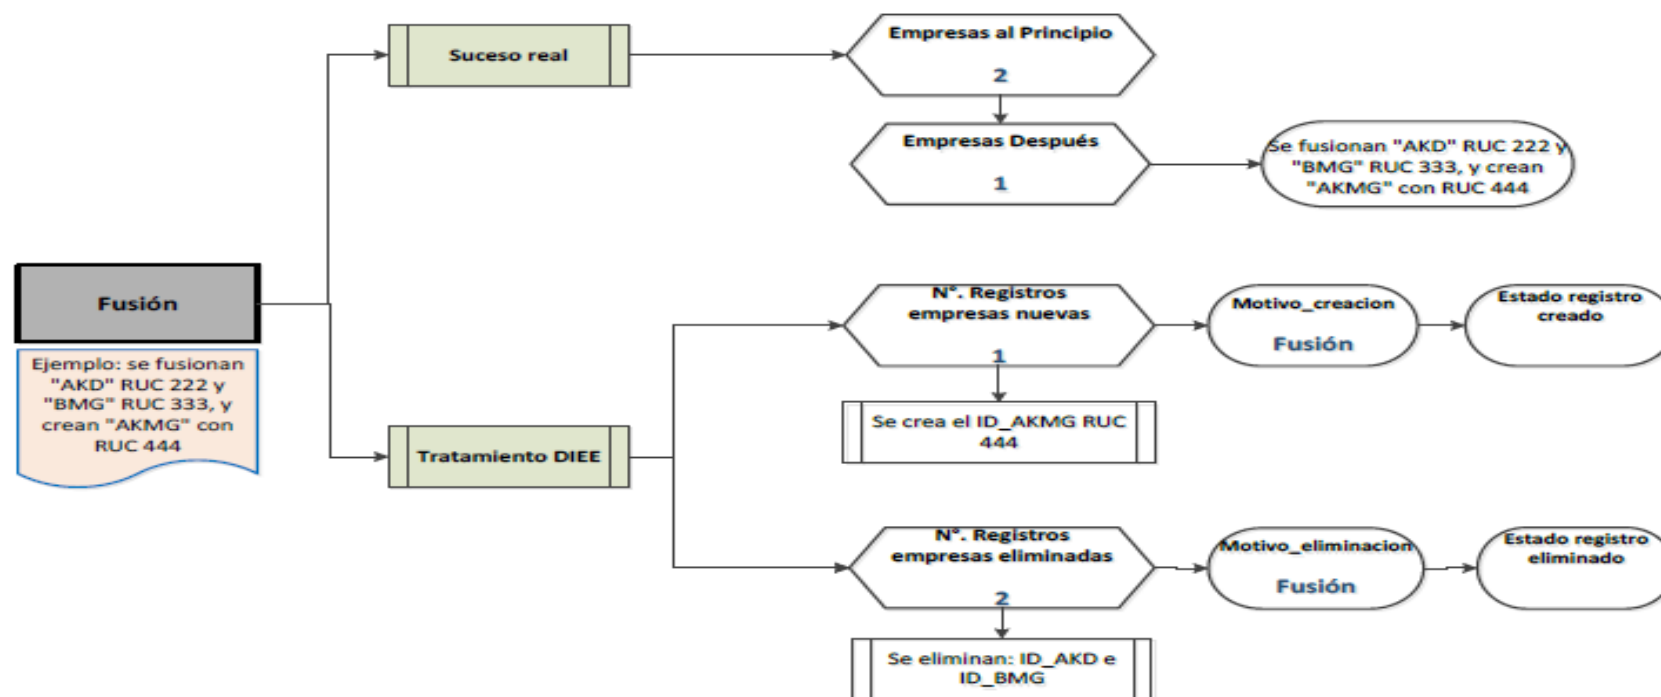 Suceso real
Empresas al Principio
2
Empresas Después
1
Se fusionan "AKD" RUC 222 y
"BMG" RUC 333, y crean
"AKMG" con RUC 444
Fusión
Ejemplo: se fusionan
"AKD" RUC 222 y
"BMG" RUC 333, y
crean "AKMG" con
RUC 444
Tratamiento DIEE
N°. Registros
empresas nuevas
1
Motivo_creacion
Fusión
Estado registro
creado
Se crea el ID_AKMG RUC
444
N°. Registros
empresas eliminadas
2
Motivo_eliminacion
Fusión
Estado registro
eliminado
Se eliminan: ID_AKD e
ID_BMG